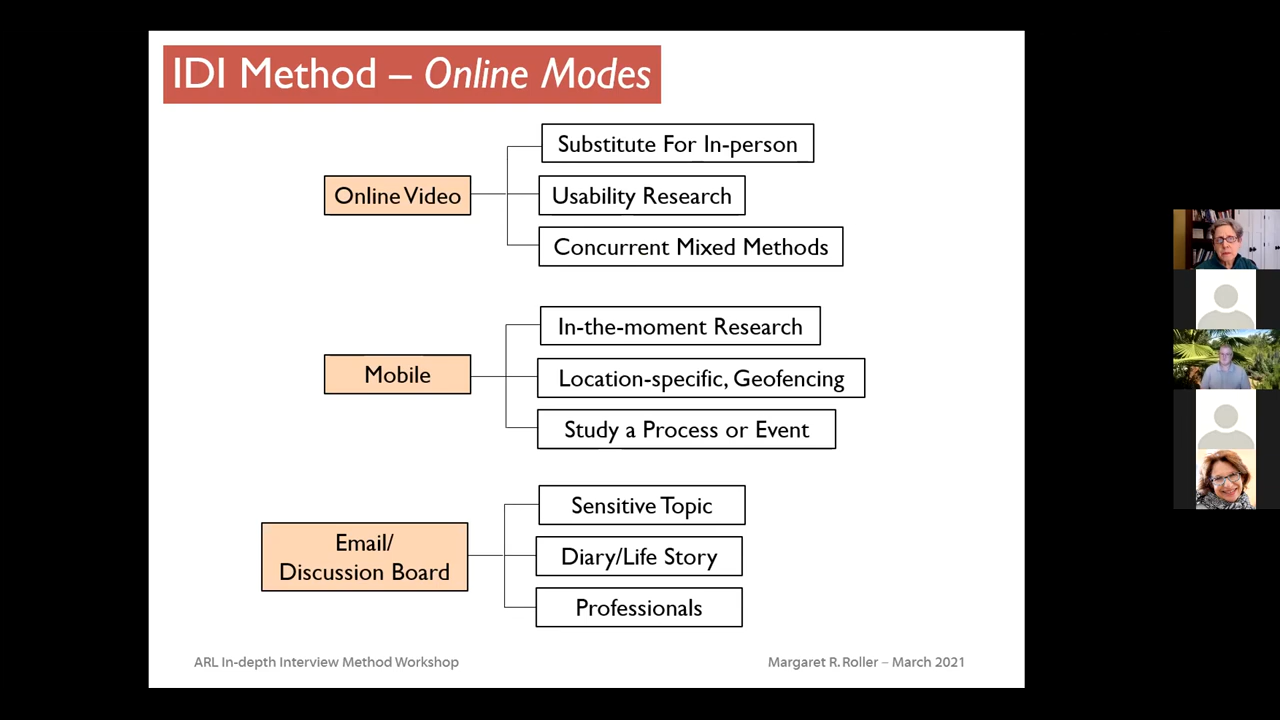 IDI Method – Online Modes
Online Video
Substitute For In-person
Usability Research
Concurrent Mixed Methods
Mobile
In-the-moment Research
Location-specific, Geofencing
Study a Process or Event
Email/
Discussion Board
Sensitive Topic
Diary/Life Story
Professionals
ARL In-depth Interview Method Workshop
Margaret R. Roller – March 2021